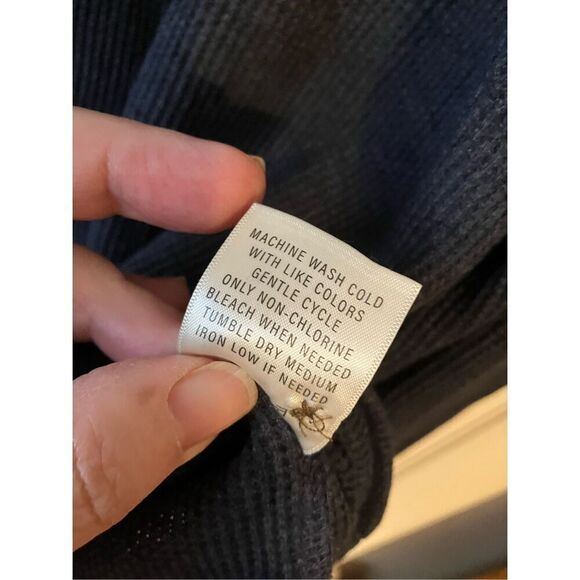 MACHINE WASH COLD
WITH LIKE COLORS
GENTLE CYCLE
ONLY NON-CHLORINE
BLEACH WHEN NEEDED
TUMBLE DRY MEDIUM
IRON LOW IF NEEDED